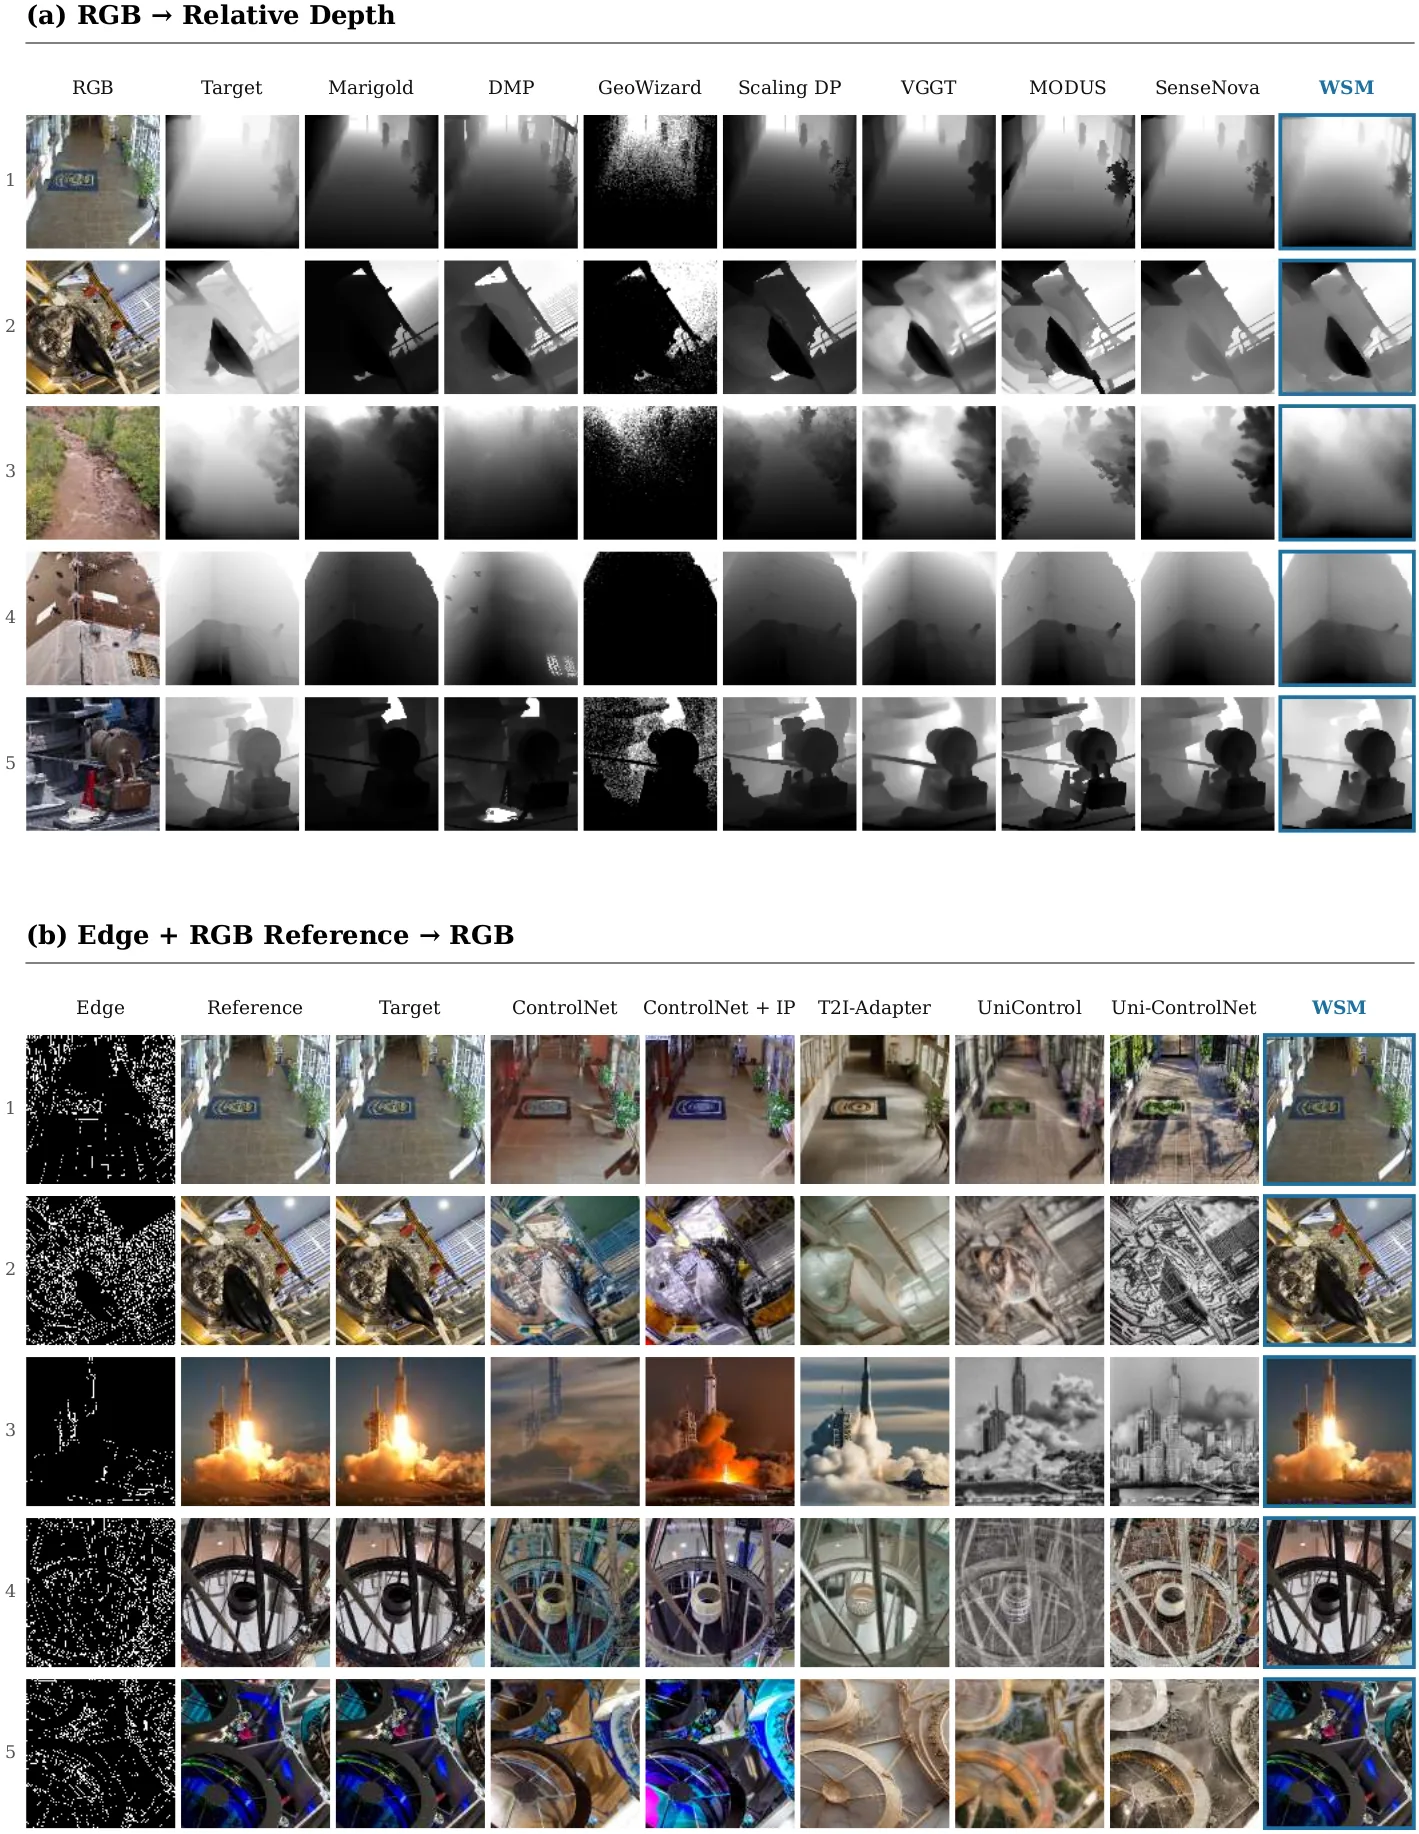 (a) RGB → Relative Depth
RGB Target Marigold DMP GeoWizard Scaling DP VGGT MODUS SenseNova WSM
1
2
3
4
5
(b) Edge + RGB Reference → RGB
Edge Reference Target ControlNet ControlNet + IP T2I-Adapter UniControl Uni-ControlNet WSM
1
2
3
4
5